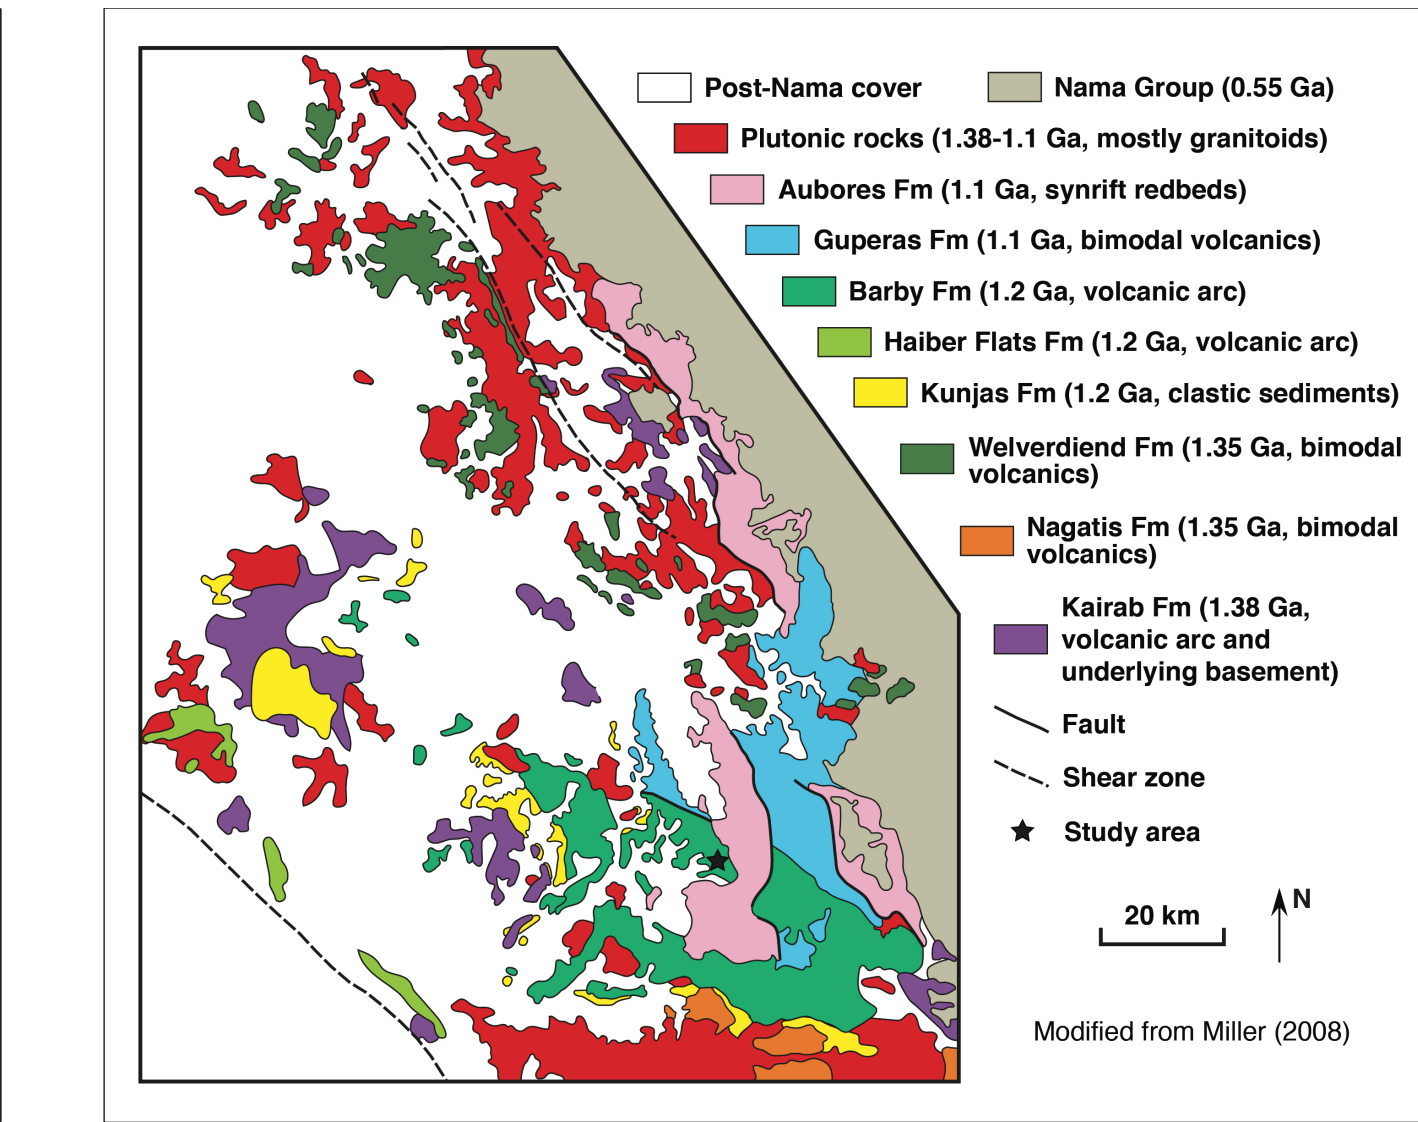 Post-Nama cover
Nama Group (0.55 Ga)
Plutonic rocks (1.38-1.1 Ga, mostly granitoids)
Aubores Fm (1.1 Ga, synrift redbeds)
Guperas Fm (1.1 Ga, bimodal volcanics)
Barby Fm (1.2 Ga, volcanic arc)
Haiber Flats Fm (1.2 Ga, volcanic arc)
Kunjas Fm (1.2 Ga, clastic sediments)
Welverdiend Fm (1.35 Ga, bimodal
volcanics)
Nagatis Fm (1.35 Ga, bimodal
volcanics)
Kairab Fm (1.38 Ga,
volcanic arc and
underlying basement)
Fault
Shear zone
Study area
20 km
N
Modified from Miller (2008)